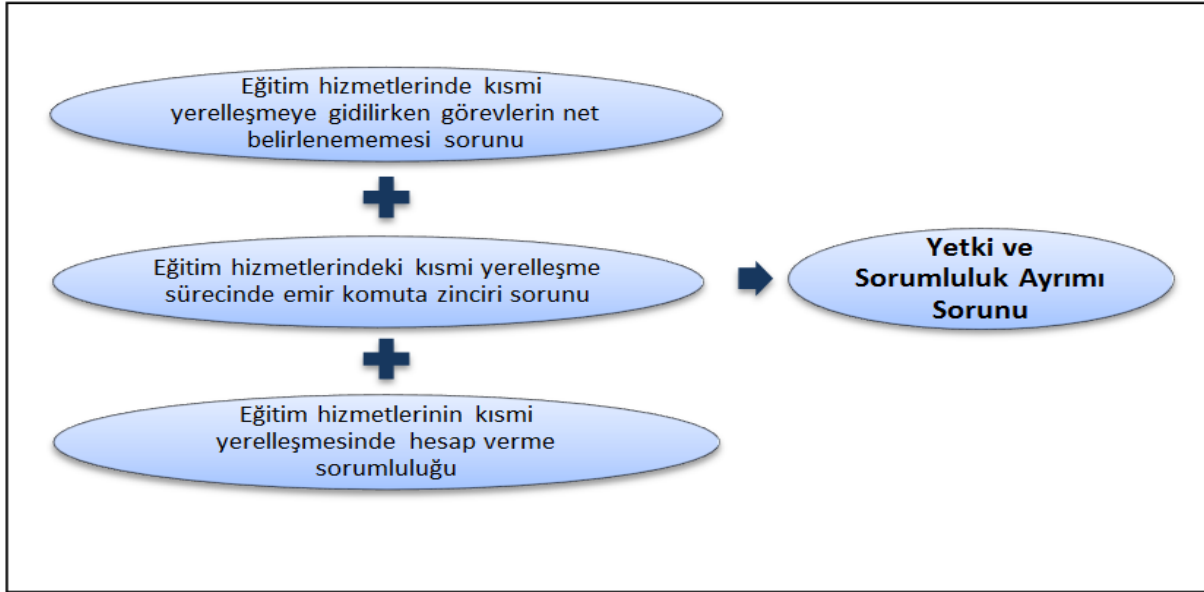 Eğitim hizmetlerinde kısmi
yerelleşmeye gidilirken görevlerin net
belirlenememesi sorunu
Eğitim hizmetlerindeki kısmi yerelleşme
sürecinde emir komuta zinciri sorunu
Eğitim hizmetlerinin kısmi
yerelleşmesinde hesap verme
sorumluluğu
Yetki ve
Sorumluluk Ayrımı
Sorunu